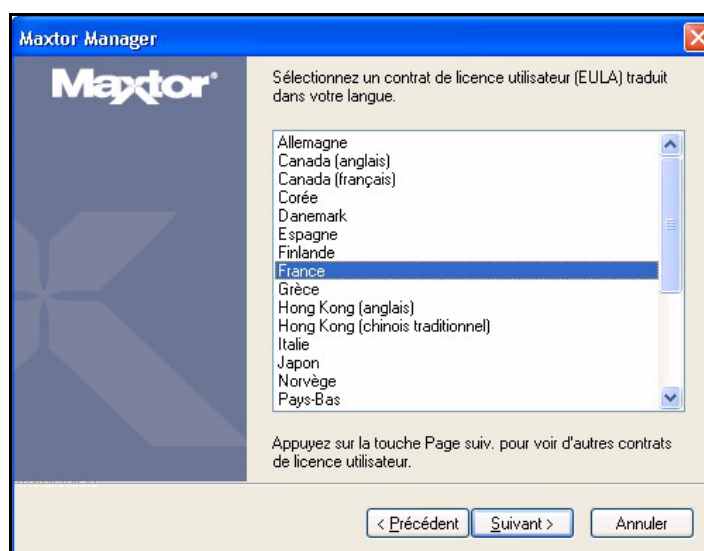 Maxtor Manager
Maxtor®
Sélectionnez un contrat de licence utilisateur (EULA) traduit
dans votre langue.
Allemagne
Canada (anglais)
Canada (français)
Corée
Danemark
Espagne
Finlande
France
Grèce
Hong Kong (anglais)
Hong Kong (chinois traditionnel)
Italie
Japon
Norvège
Pays-Bas
Appuyez sur la touche Page suiv. pour voir d'autres contrats
de licence utilisateur.
< Précédent
Suivant >
Annuler